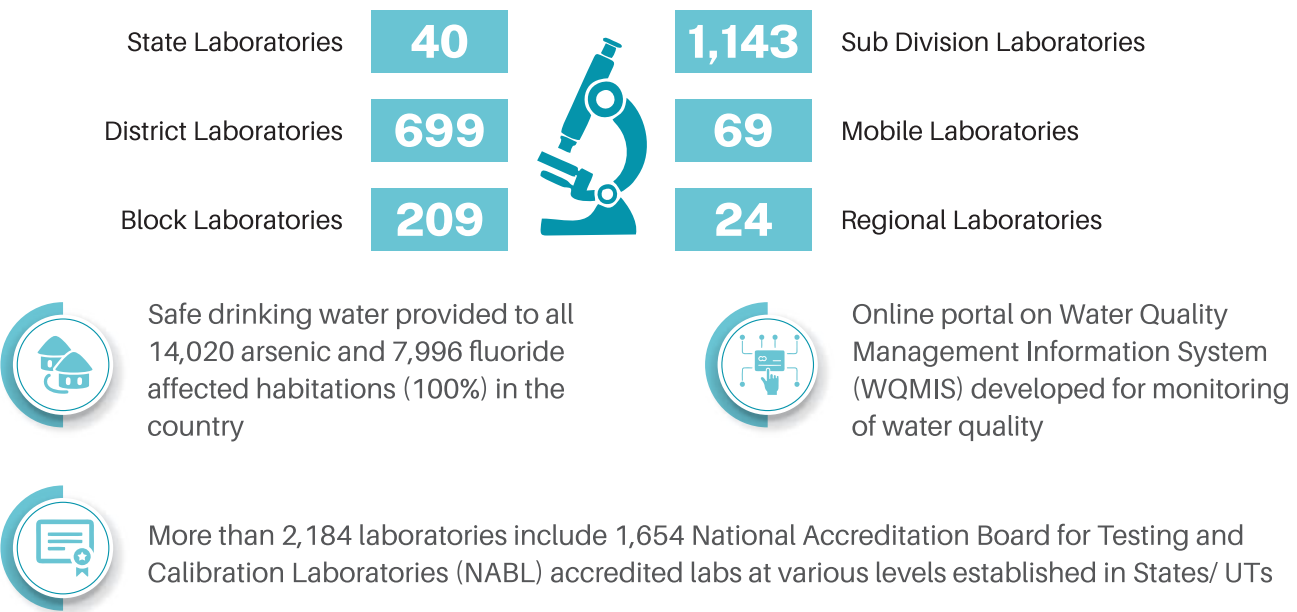 State Laboratories 40
1,143 Sub Division Laboratories
District Laboratories 699
69 Mobile Laboratories
Block Laboratories 209
24 Regional Laboratories
Safe drinking water provided to all
14,020 arsenic and 7,996 fluoride
affected habitations (100%) in the
country
Online portal on Water Quality
Management Information System
(WQMIS) developed for monitoring
of water quality
More than 2,184 laboratories include 1,654 National Accreditation Board for Testing and
Calibration Laboratories (NABL) accredited labs at various levels established in States/ UTs